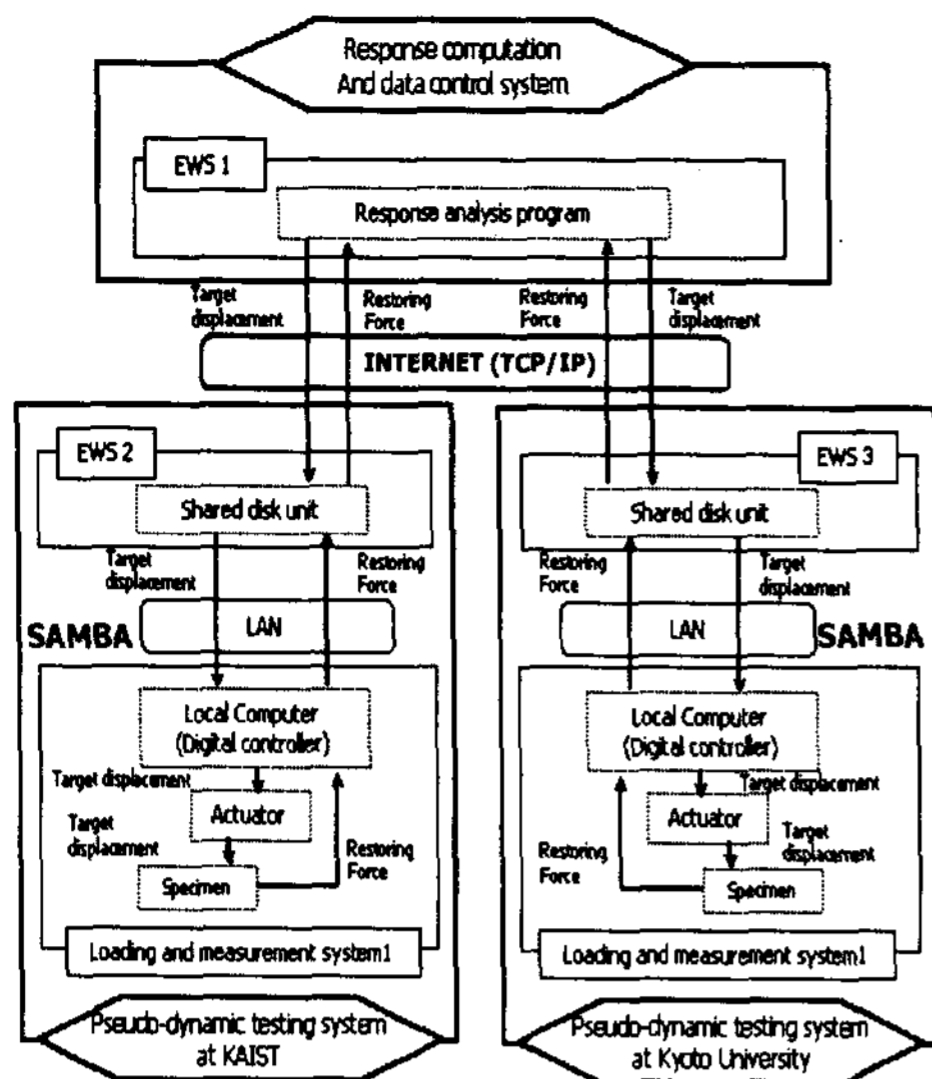 Response computation
And data control system
EWS 1
Response analysis program
Target
displacement
Restoring
Force
Restoring
Force
Target
displacement
INTERNET (TCP/IP)
EWS 2
Shared disk unit
Target
displacement
Restoring
Force
LAN
SAMBA
Local Computer
(Digital controller)
Target displacement
Actuator
Target
displacement
Restoring
Force
Specimen
Loading and measurement system1
Pseudo-dynamic testing system
at KAIST
EWS 3
Shared disk unit
Restoring
Force
Target
displacement
LAN
SAMBA
Local Computer
(Digital controller)
Target displacement
Actuator
Target
displacement
Restoring
Force
Specimen
Loading and measurement system1
Pseudo-dynamic testing system
at Kyoto University